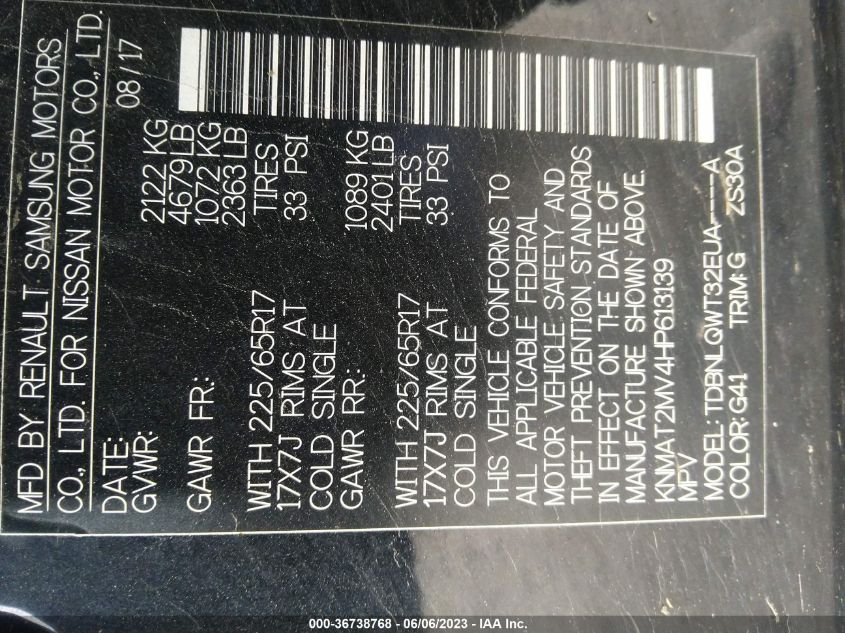 MFD BY RENAULT SAMSUNG MOTORS
CO., LTD. FOR NISSAN MOTOR CO., LTD.
DATE: 08/17
GVWR: 2122 KG
4679 LB
GAWR FR.: 1072 KG
2363 LB
WITH 225/65R17 TIRES
17X7J RIMS AT 33 PSI
COLD SINGLE
GAWR RR.: 1089 KG
2401 LB
WITH 225/65R17 TIRES
17X7J RIMS AT 33 PSI
COLD SINGLE
THIS VEHICLE CONFORMS TO
ALL APPLICABLE FEDERAL
MOTOR VEHICLE SAFETY AND
THEFT PREVENTION STANDARDS
IN EFFECT ON THE DATE OF
MANUFACTURE SHOWN ABOVE.
KNMAT2MV4HP613139
MPV
MODEL: TDBNLQWT32EUA-----A
COLOR: G41 TRIM: G ZS30A
000-36738768 - 06/06/2023 - IAA Inc.